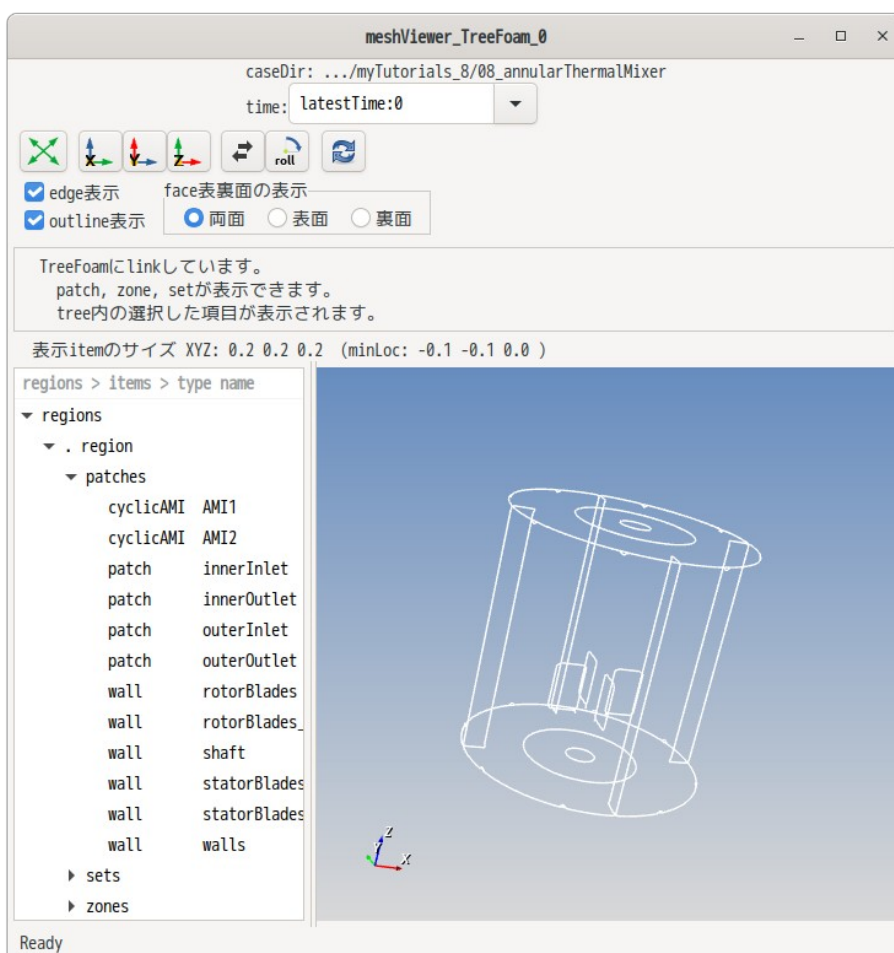 meshViewer_TreeFoam_0
caseDir: .../myTutorials_8/08_annularThermalMixer
time: latestTime:0
X Y Z roll
edge表示 face表裏面の表示
outline表示 両面 表面 裏面
TreeFoamにlinkしています。
patch, zone, setが表示できます。
tree内の選択した項目が表示されます。
表示itemのサイズ XYZ: 0.2 0.2 0.2 (minLoc: -0.1 -0.1 0.0 )
regions > items > type name
regions
. region
patches
cyclicAMI AMI1
cyclicAMI AMI2
patch innerInlet
patch innerOutlet
patch outerInlet
patch outerOutlet
wall rotorBlades
wall rotorBlades_
wall shaft
wall statorBlades
wall statorBlades
wall walls
sets
zones
Z
Y
X
Ready